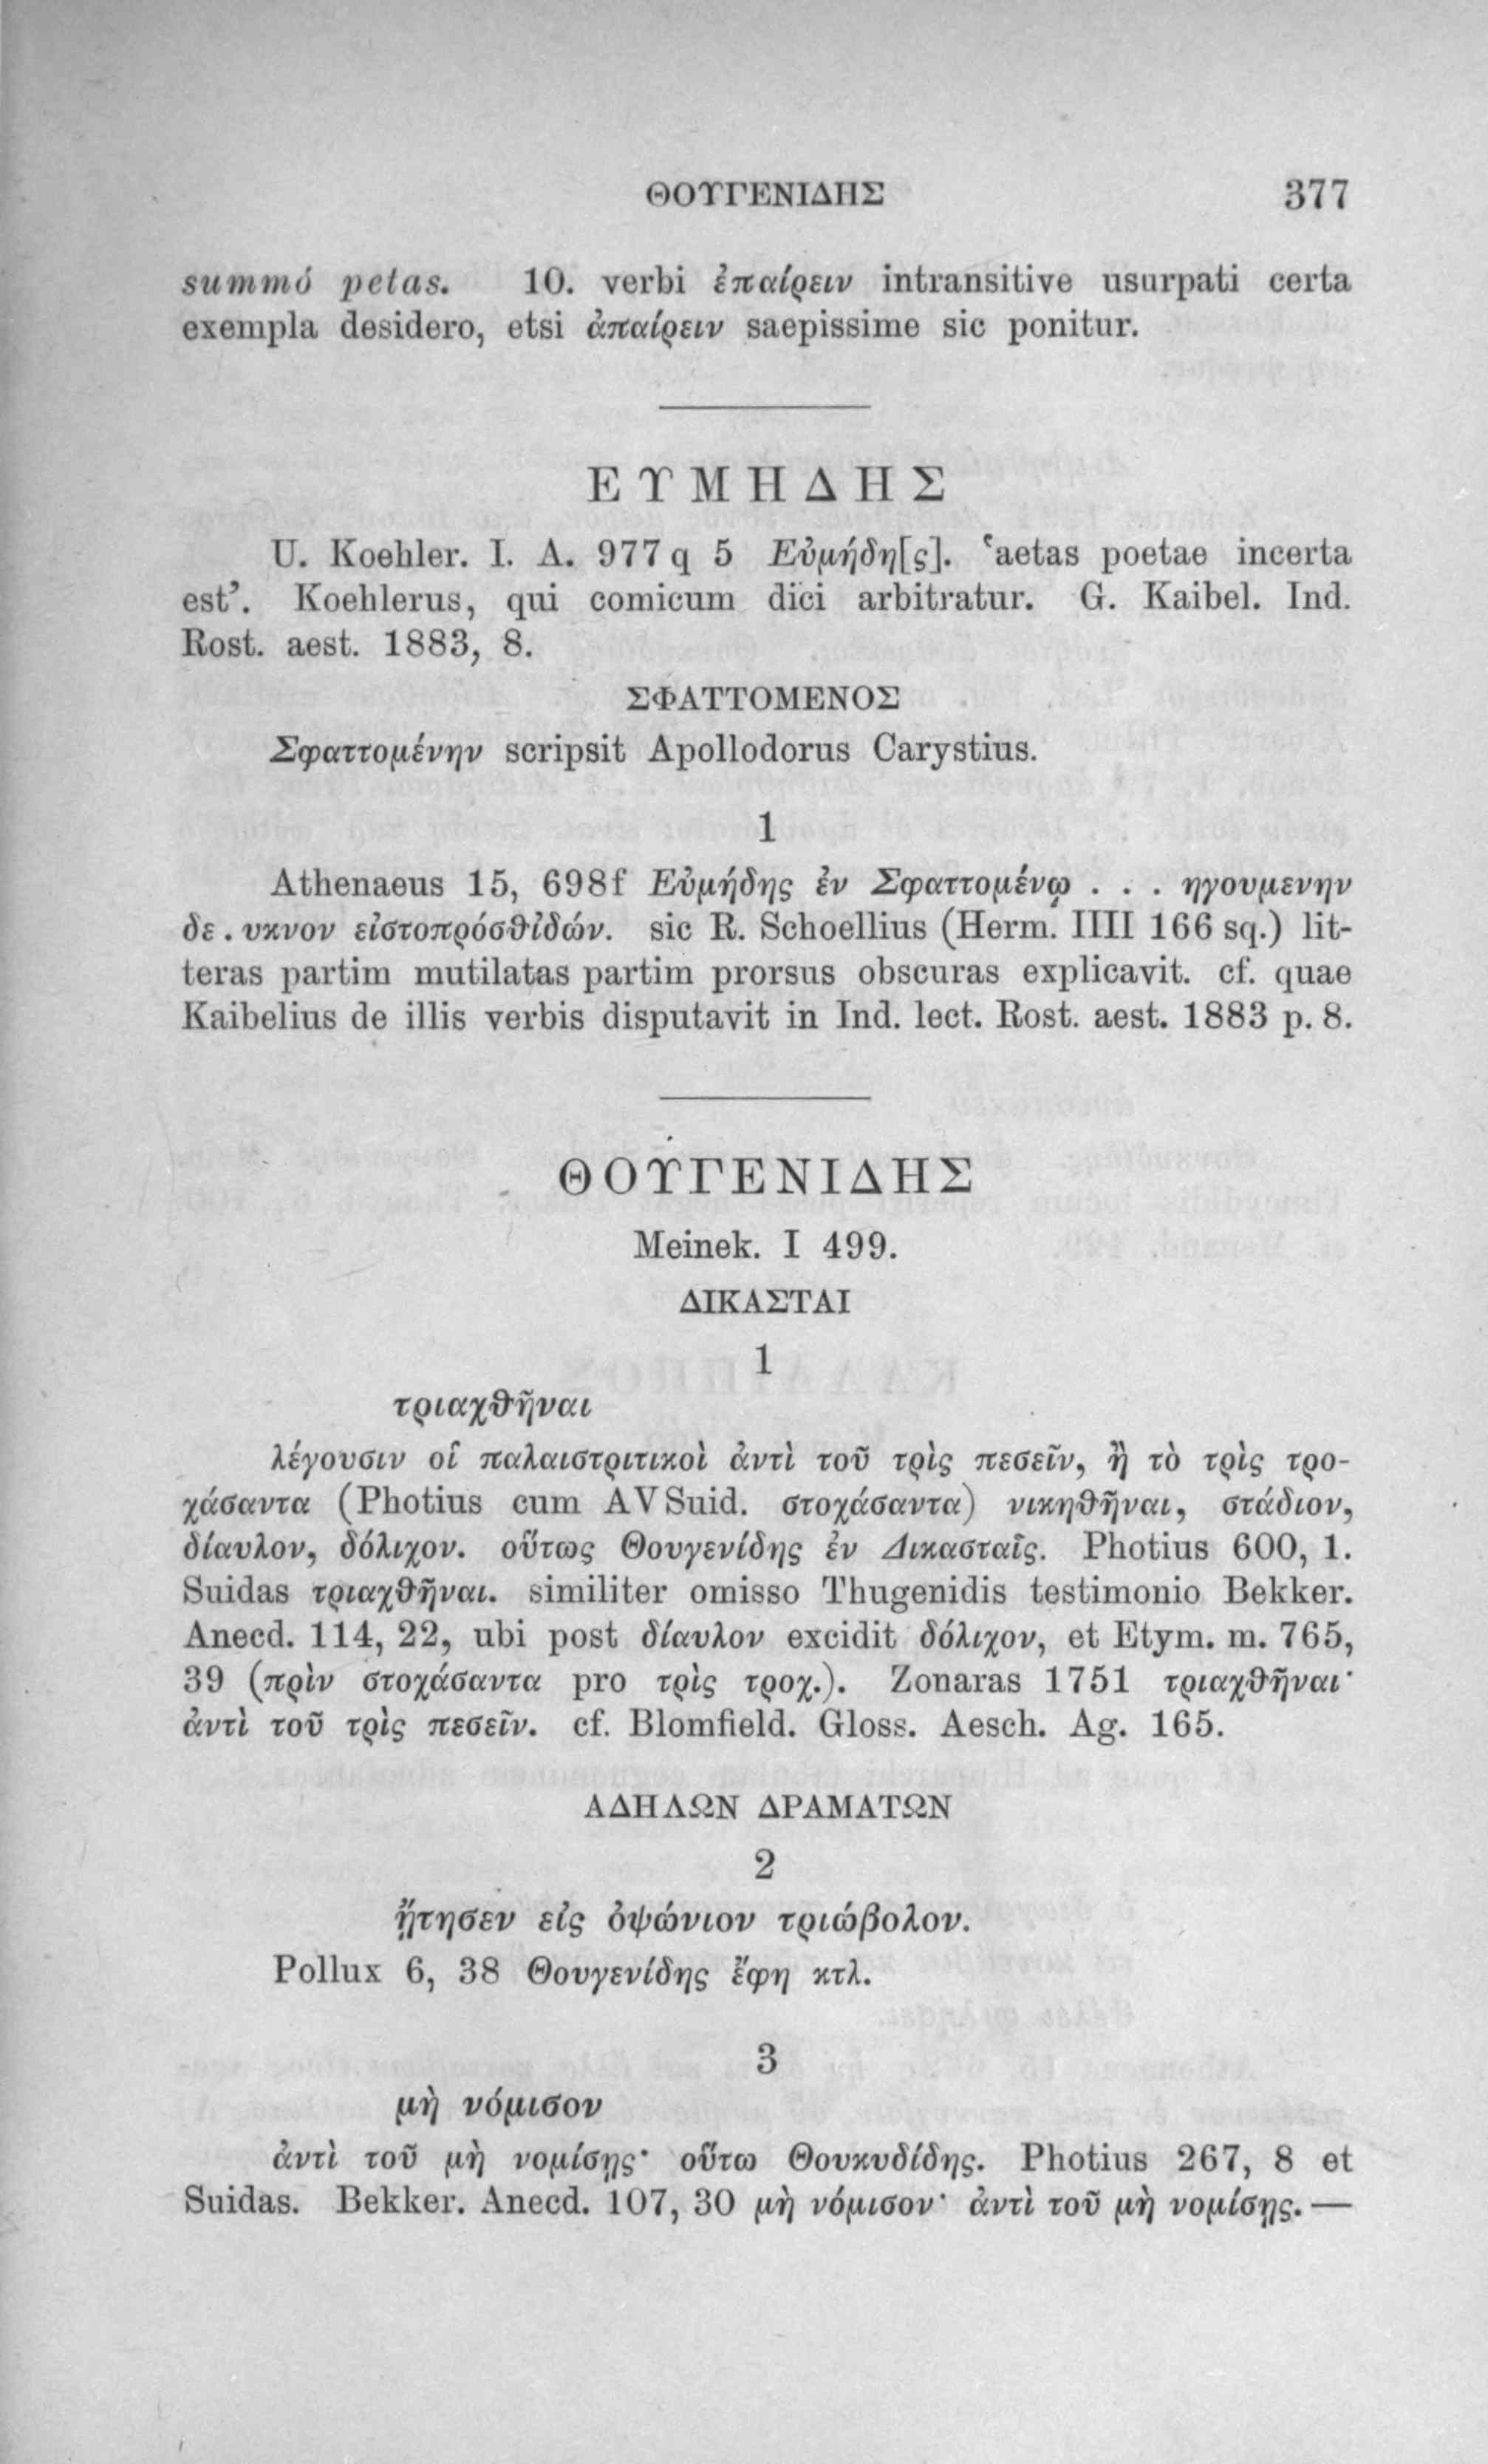 ΘΟΥΓΕΝΙΔΗΣ 377
summó petas. 10. verbi ἐπαίρειν intransitive usurpati certa
exempla desidero, etsi ἀπαίρειν saepissime sic ponitur.
ΕΥΜΗΔΗΣ
U. Koehler. I. A. 977 q 5 Εὐμήδη[ς]. ‘aetas poetae incerta
est’. Koehlerus, qui comicum dici arbitratur. G. Kaibel. Ind.
Rost. aest. 1883, 8.
ΣΦΑΤΤΟΜΕΝΟΣ
Σφαττομένην scripsit Apollodorus Carystius.
1
Athenaeus 15, 698f Εὐμήδης ἐν Σφαττομένῳ . . . ηγουμενην
δε . υκνον εἰστοπρόσθἰδών. sic R. Schoellius (Herm. IIII 166 sq.) lit-
teras partim mutilatas partim prorsus obscuras explicavit. cf. quae
Kaibelius de illis verbis disputavit in Ind. lect. Rost. aest. 1883 p. 8.
ΘΟΥΓΕΝΙΔΗΣ
Meinek. I 499.
ΔΙΚΑΣΤΑΙ
1
τριαχθῆναι
λέγουσιν οἱ παλαιστριτικοὶ ἀντὶ τοῦ τρὶς πεσεῖν, ἢ τὸ τρὶς τρο-
χάσαντα (Photius cum AV Suid. στοχάσαντα) νικηθῆναι, στάδιον,
δίαυλον, δόλιχον. οὕτως Θουγενίδης ἐν Δικασταῖς. Photius 600, 1.
Suidas τριαχθῆναι. similiter omisso Thugenidis testimonio Bekker.
Anecd. 114, 22, ubi post δίαυλον excidit δόλιχον, et Etym. m. 765,
39 (πρὶν στοχάσαντα pro τρὶς τροχ.). Zonaras 1751 τριαχθῆναι·
ἀντὶ τοῦ τρὶς πεσεῖν. cf. Blomfield. Gloss. Aesch. Ag. 165.
ΑΔΗΛΩΝ ΔΡΑΜΑΤΩΝ
2
ᾔτησεν εἰς ὀψώνιον τριώβολον.
Pollux 6, 38 Θουγενίδης ἔφη κτλ.
3
μὴ νόμισον
ἀντὶ τοῦ μὴ νομίσῃς· οὕτω Θουκυδίδης. Photius 267, 8 et
Suidas. Bekker. Anecd. 107, 30 μὴ νόμισον· ἀντὶ τοῦ μὴ νομίσῃς. —